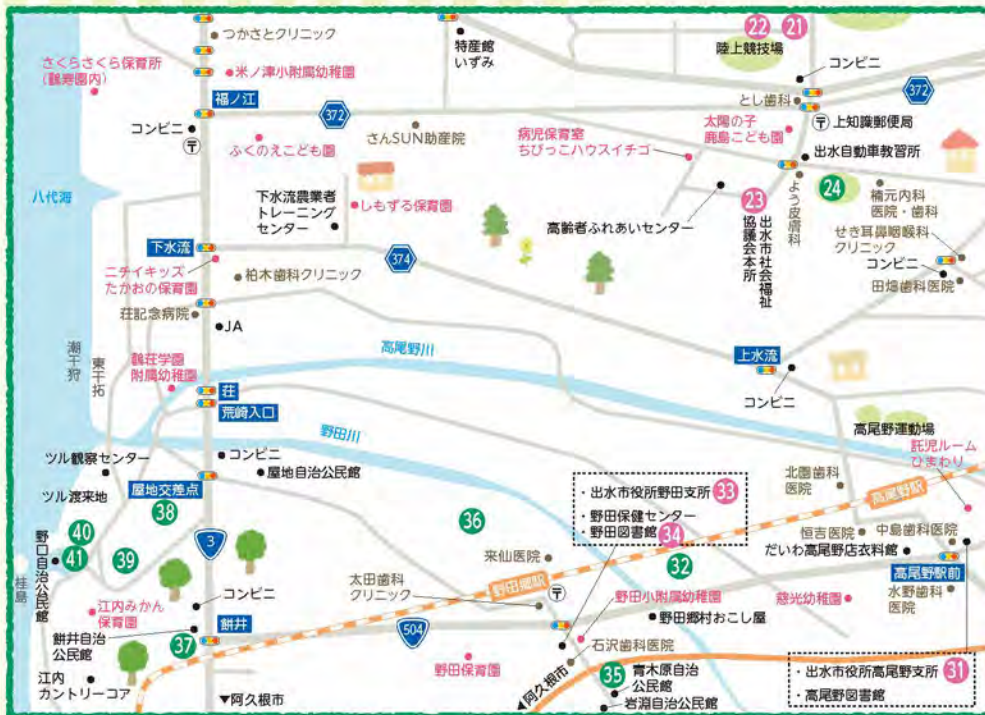 つかさとクリニック
特産館
いずみ
22
21
陸上競技場
コンビニ
さくらさくら保育所
(鶴寿園内)
米ノ津小附属幼稚園
福ノ江
372
とし歯科
372
コンビニ
〒
さんSUN助産院
ふくのえこども園
病児保育室
ちびっこハウスイチゴ
太陽の子
鹿島こども園
〒上知識郵便局
出水自動車教習所
八代海
下水流農業者
トレーニング
センター
しもずる保育園
高齢者ふれあいセンター
23
出水市社会福祉
協議会本所
よう皮膚科
24
楠元内科
医院・歯科
せき耳鼻咽喉科
クリニック
コンビニ
田畑歯科医院
下水流
374
ニチイキッズ
たかおの保育園
柏木歯科クリニック
荘記念病院
JA
潮干狩
東干拓
鶴荘学園
附属幼稚園
高尾野川
上水流
コンビニ
荘
荒崎入口
野田川
高尾野運動場
託児ルーム
ひまわり
コンビニ
屋地自治公民館
ツル観察センター
屋地交差点
ツル渡来地
北園歯科
医院
高尾野駅
・出水市役所野田支所 33
・野田保健センター
・野田図書館 34
38
36
40
41
39
3
野口自治公民館
桂島
来仙医院
32
恒吉医院
中島歯科医院
だいわ高尾野店衣料館
高尾野駅前
太田歯科
クリニック
野田郷駅
〒
野田小附属幼稚園
慈光幼稚園
水野歯科
医院
江内みかん
保育園
コンビニ
餅井自治
公民館
37
餅井
504
野田郷村おこし屋
石沢歯科医院
野田保育園
35
青木原自治
公民館
岩淵自治公民館
・出水市役所高尾野支所 31
・高尾野図書館
江内
カントリーコア
▼阿久根市
▲阿久根市